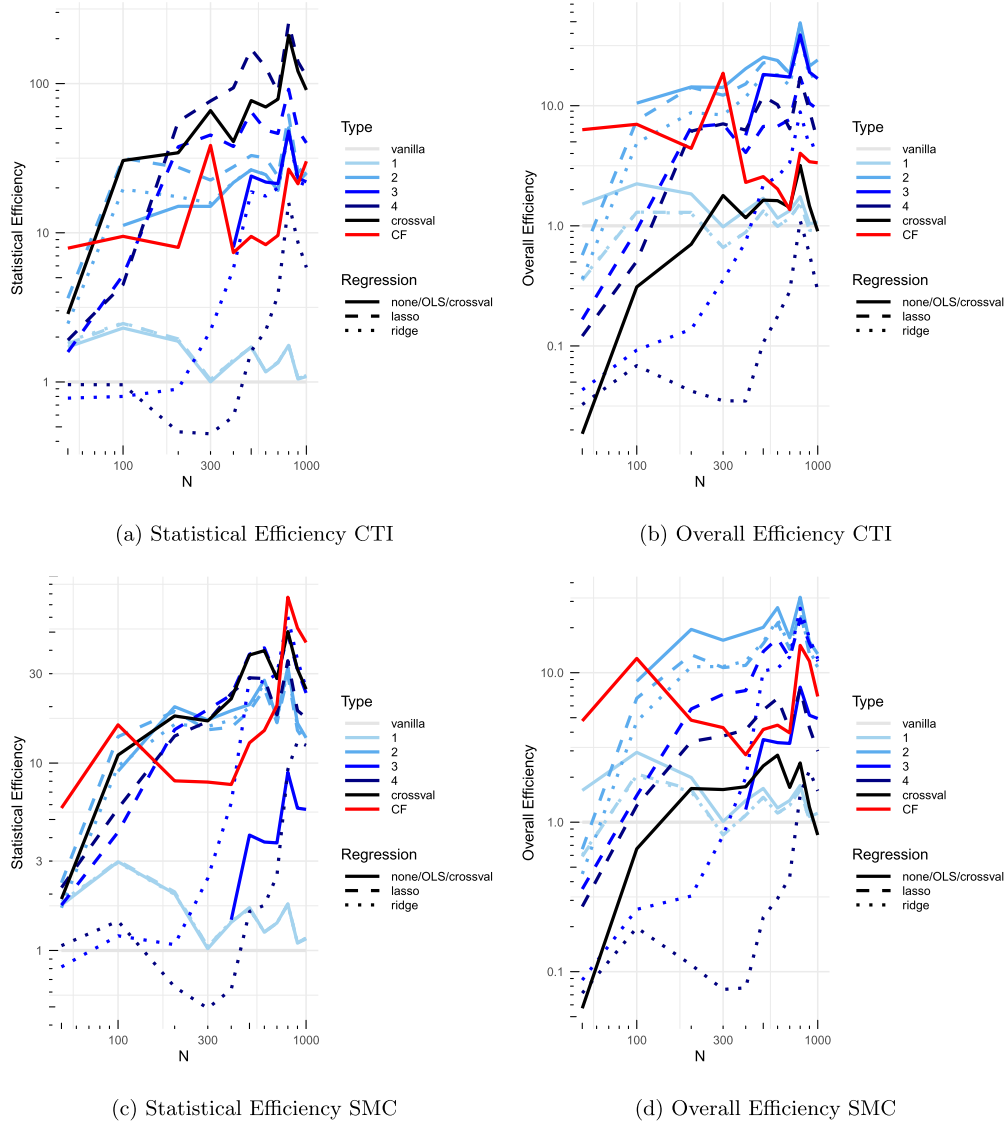 100
10
1
Statistical Efficiency
100
300
1000
N
Type
vanilla
1
2
3
4
crossval
CF
Regression
none/OLS/crossval
lasso
ridge
(a) Statistical Efficiency CTI
10.0
1.0
0.1
Overall Efficiency
100
300
1000
N
Type
vanilla
1
2
3
4
crossval
CF
Regression
none/OLS/crossval
lasso
ridge
(b) Overall Efficiency CTI
30
10
3
1
Statistical Efficiency
100
300
1000
N
Type
vanilla
1
2
3
4
crossval
CF
Regression
none/OLS/crossval
lasso
ridge
(c) Statistical Efficiency SMC
10.0
1.0
0.1
Overall Efficiency
100
300
1000
N
Type
vanilla
1
2
3
4
crossval
CF
Regression
none/OLS/crossval
lasso
ridge
(d) Overall Efficiency SMC